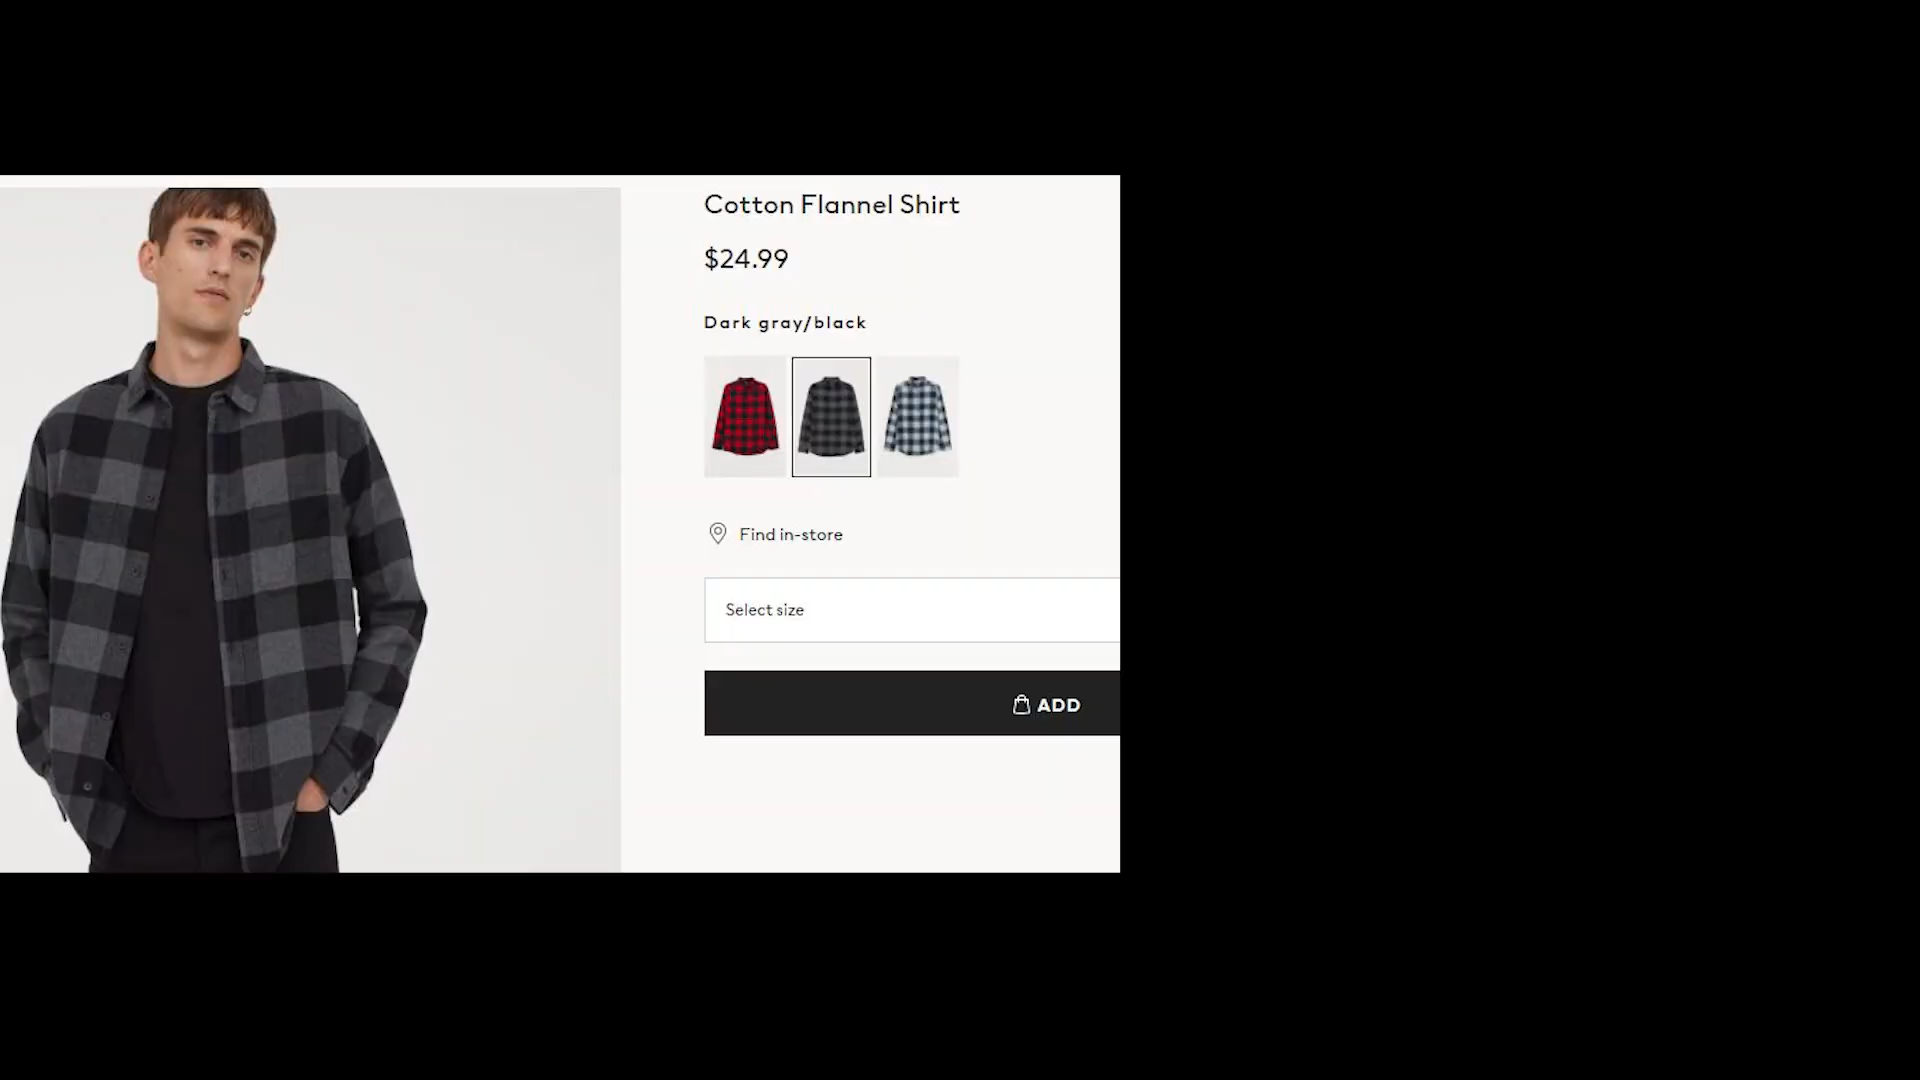 Cotton Flannel Shirt
$24.99
Dark gray/black
Find in-store
Select size
ADD